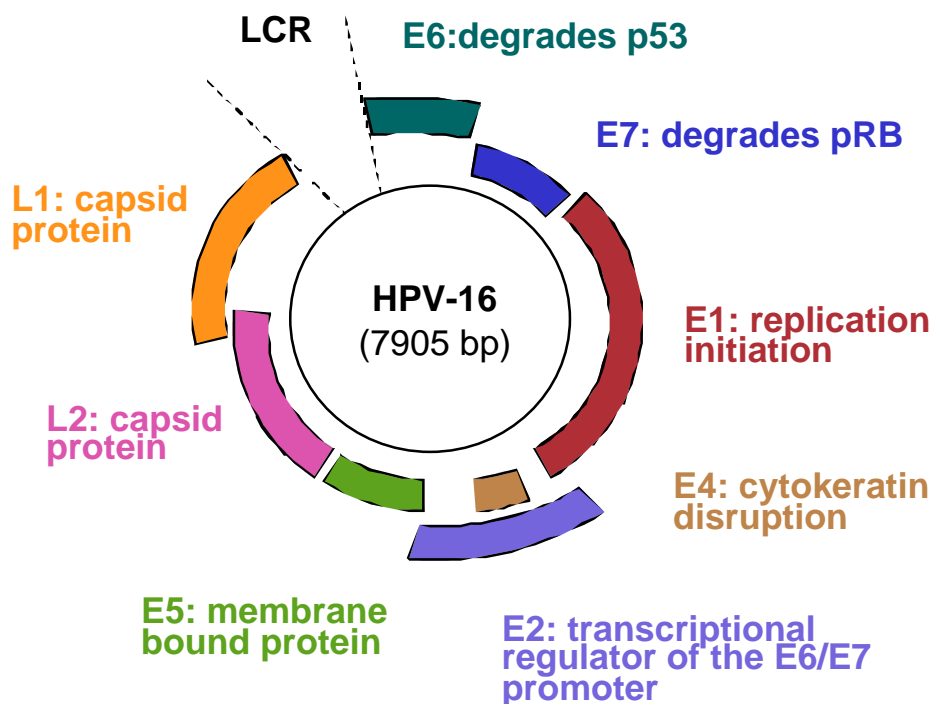 LCR
E6:degrades p53
E7: degrades pRB
L1: capsid
protein
HPV-16
(7905 bp)
E1: replication
initiation
L2: capsid
protein
E4: cytokeratin
disruption
E5: membrane
bound protein
E2: transcriptional
regulator of the E6/E7
promoter